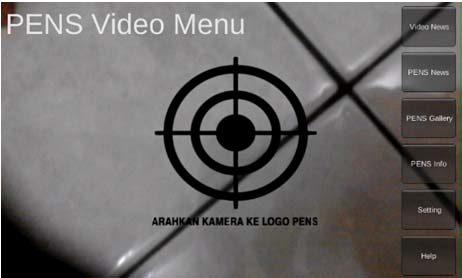 PENS Video Menu
Video News
PENS News
PENS Gallery
PENS Info
Setting
Help
ARAHKAN KAMERA KE LOGO PENS